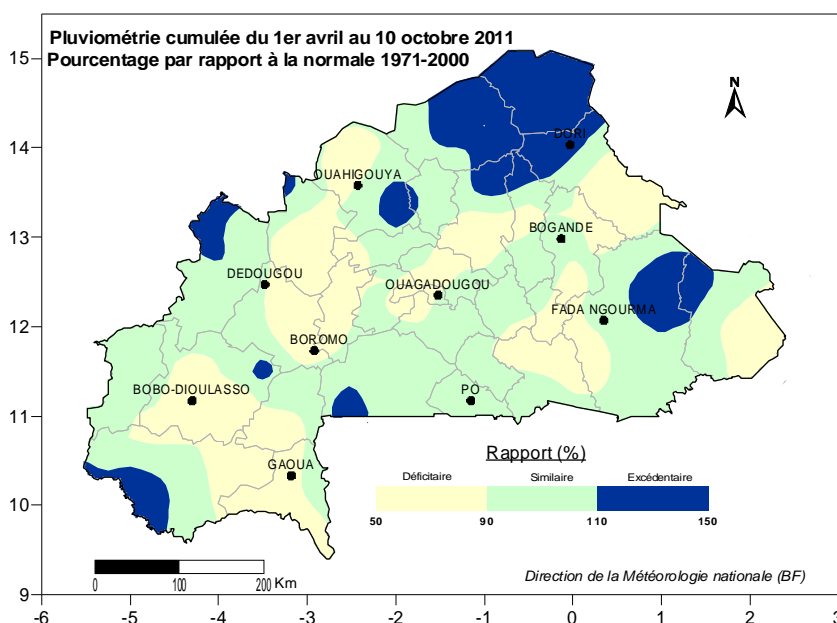 Pluviométrie cumulée du 1er avril au 10 octobre 2011
Pourcentage par rapport à la normale 1971-2000
N
15
14
13
12
11
10
9
DORI
OUAHIGOUYA
BOGANDE
DEDOUGOU
OUAGADOUGOU
FADA NGOURMA
BOROMO
BOBO-DIOULASSO
PO
GAOUA
Rapport (%)
Déficitaire Similaire Excédentaire
50 90 110 150
0 100 200 Km
Direction de la Météorologie nationale (BF)
-6 -5 -4 -3 -2 -1 0 1 2 3